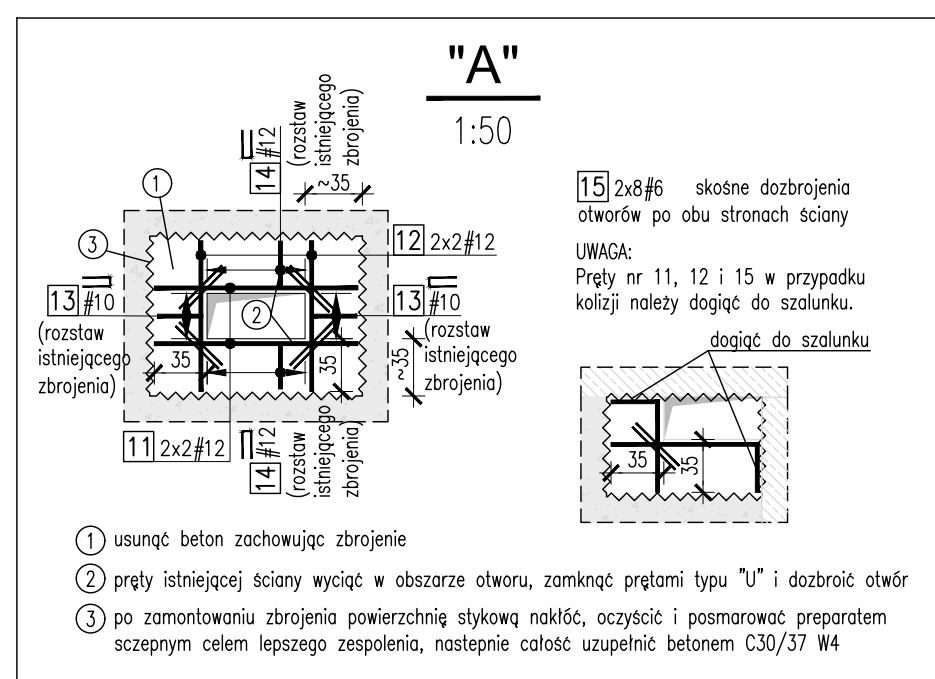 "A"
1:50
14 #12
(rozstaw
istniejącego
zbrojenia)
~35
1
3
12 2x2#12
13 #10
(rozstaw
istniejącego
zbrojenia)
2
13 #10
(rozstaw
istniejącego
zbrojenia)
35
35
~35
11 2x2#12
14 #12
(rozstaw
istniejącego
zbrojenia)
15 2x8#6 skośne dozbrojenia
otworów po obu stronach ściany
UWAGA:
Pręty nr 11, 12 i 15 w przypadku
kolizji należy dogiąć do szalunku.
dogiąć do szalunku
35
35
1 usunąć beton zachowując zbrojenie
2 pręty istniejącej ściany wyciąć w obszarze otworu, zamknąć prętami typu "U" i dozbroić otwór
3 po zamontowaniu zbrojenia powierzchnię stykową nakłóć, oczyścić i posmarować preparatem
sczepnym celem lepszego zespolenia, nastepnie całość uzupełnić betonem C30/37 W4